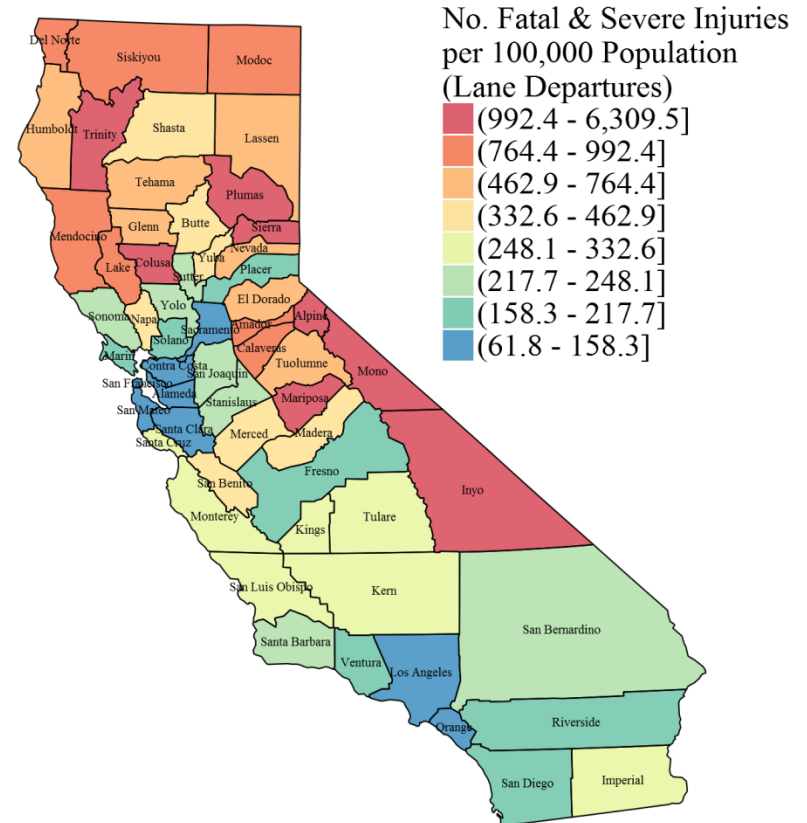 No. Fatal & Severe Injuries
per 100,000 Population
(Lane Departures)
(992.4 - 6,309.5]
(764.4 - 992.4]
(462.9 - 764.4]
(332.6 - 462.9]
(248.1 - 332.6]
(217.7 - 248.1]
(158.3 - 217.7]
(61.8 - 158.3]
Del Norte
Siskiyou
Modoc
Humboldt
Trinity
Shasta
Lassen
Tehama
Plumas
Mendocino
Glenn
Butte
Sierra
Lake
Colusa
Yuba
Nevada
Sutter
Placer
Sonoma
Napa
Yolo
El Dorado
Sacramento
Amador
Alpine
Solano
Marin
Calaveras
Contra Costa
San Joaquin
Tuolumne
Mono
San Francisco
Alameda
Stanislaus
Mariposa
San Mateo
Santa Clara
Merced
Madera
Santa Cruz
Fresno
San Benito
Inyo
Monterey
Kings
Tulare
San Luis Obispo
Kern
San Bernardino
Santa Barbara
Ventura
Los Angeles
Orange
Riverside
San Diego
Imperial